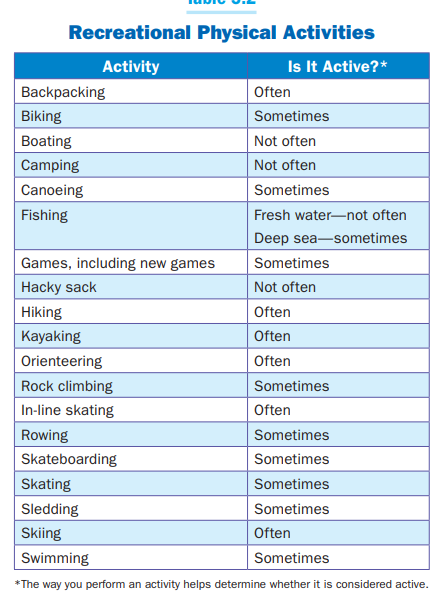 Table 5.2
Recreational Physical Activities
Activity Is It Active?*
Backpacking Often
Biking Sometimes
Boating Not often
Camping Not often
Canoeing Sometimes
Fishing Fresh water—not often
Deep sea—sometimes
Games, including new games Sometimes
Hacky sack Not often
Hiking Often
Kayaking Often
Orienteering Often
Rock climbing Sometimes
In-line skating Often
Rowing Sometimes
Skateboarding Sometimes
Skating Sometimes
Sledding Sometimes
Skiing Often
Swimming Sometimes
*The way you perform an activity helps determine whether it is considered active.